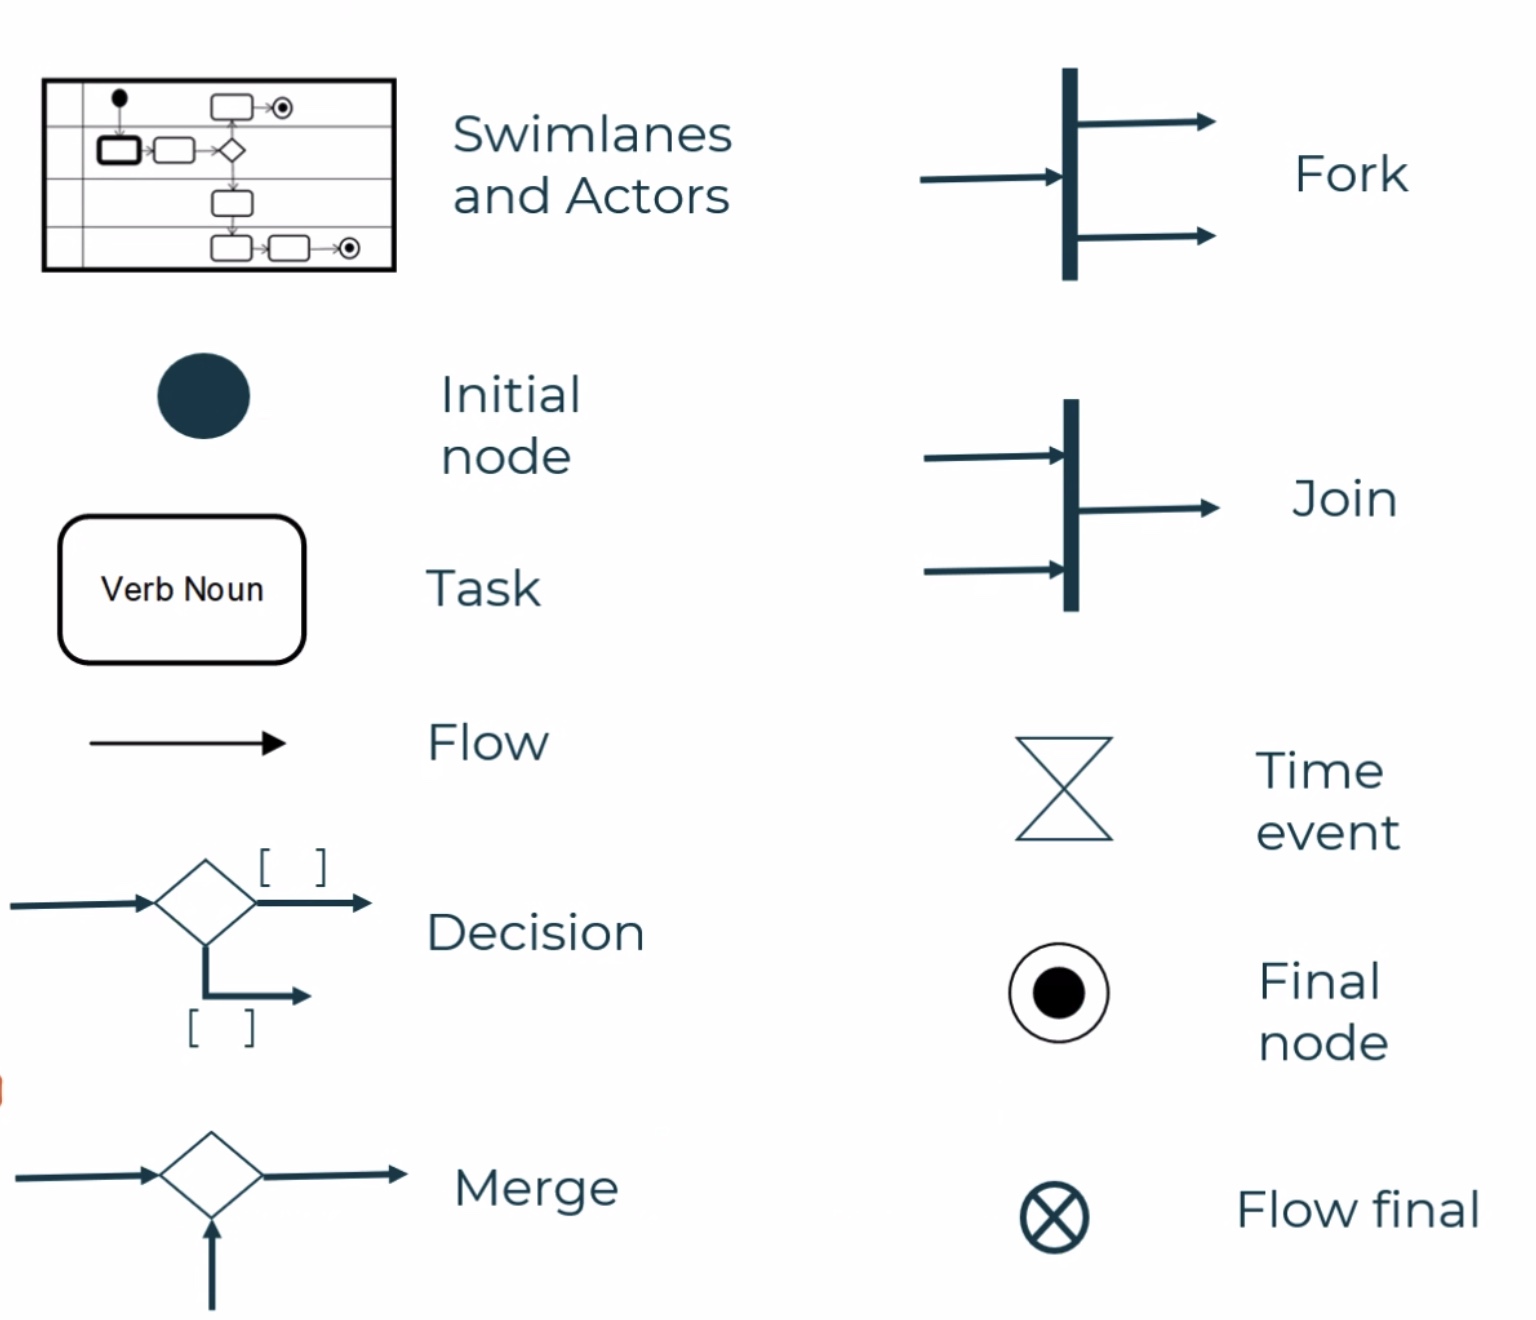 Swimlanes
and Actors
Initial
node
Verb Noun
Task
Flow
[ ]
Decision
[ ]
Merge
Fork
Join
Time
event
Final
node
Flow final